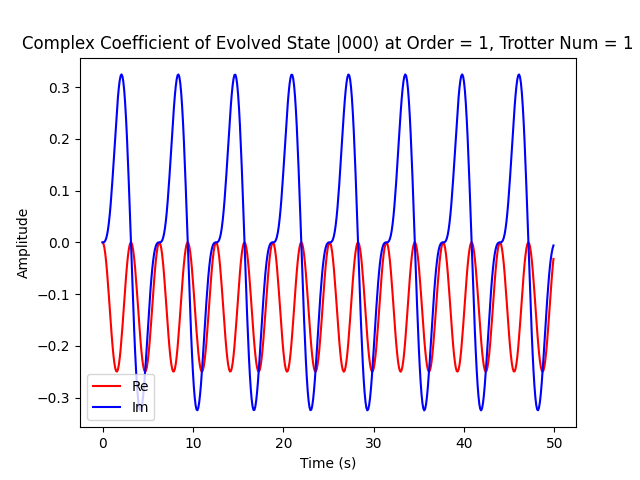 Complex Coefficient of Evolved State |000⟩ at Order = 1, Trotter Num = 1
Amplitude
0.3
0.2
0.1
0.0
−0.1
−0.2
−0.3
Re
Im
0 10 20 30 40 50
Time (s)